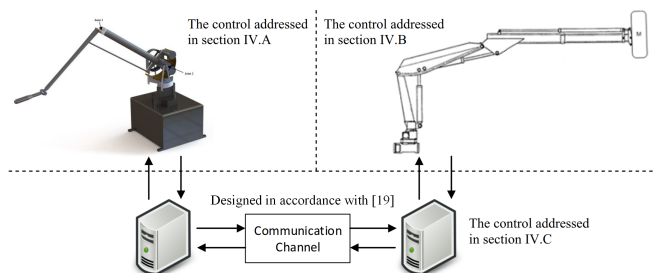 The control addressed
in section IV.A
The control addressed
in section IV.B
M
Designed in accordance with [19]
Communication
Channel
The control addressed
in section IV.C